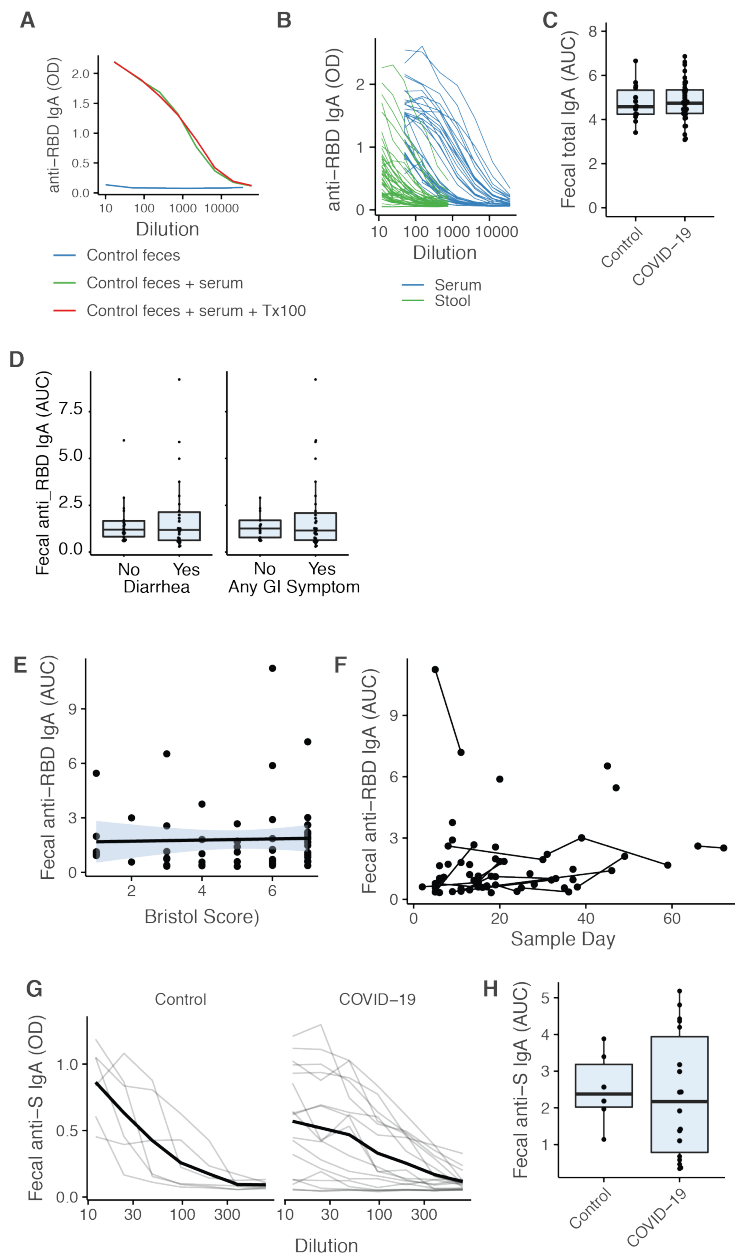 A
anti−RBD IgA (OD)
2.0
1.5
1.0
0.5
0.0
10
100
1000
10000
Dilution
Control feces
Control feces + serum
Control feces + serum + Tx100
B
anti−RBD IgA (OD)
2
1
0
10
100
1000
10000
Dilution
Serum
Stool
C
Fecal total IgA (AUC)
8
6
4
2
0
Control
COVID−19
D
Fecal anti_RBD IgA (AUC)
7.5
5.0
2.5
0.0
No
Yes
Diarrhea
No
Yes
Any GI Symptom
E
Fecal anti−RBD IgA (AUC)
9
6
3
0
2
4
6
Bristol Score)
F
Fecal anti−RBD IgA (AUC)
9
6
3
0
0
20
40
60
Sample Day
G
Fecal anti−S IgA (OD)
Control
COVID−19
1.0
0.5
0.0
10
30
100
300
10
30
100
300
Dilution
H
Fecal anti−S IgA (AUC)
5
4
3
2
1
Control
COVID−19